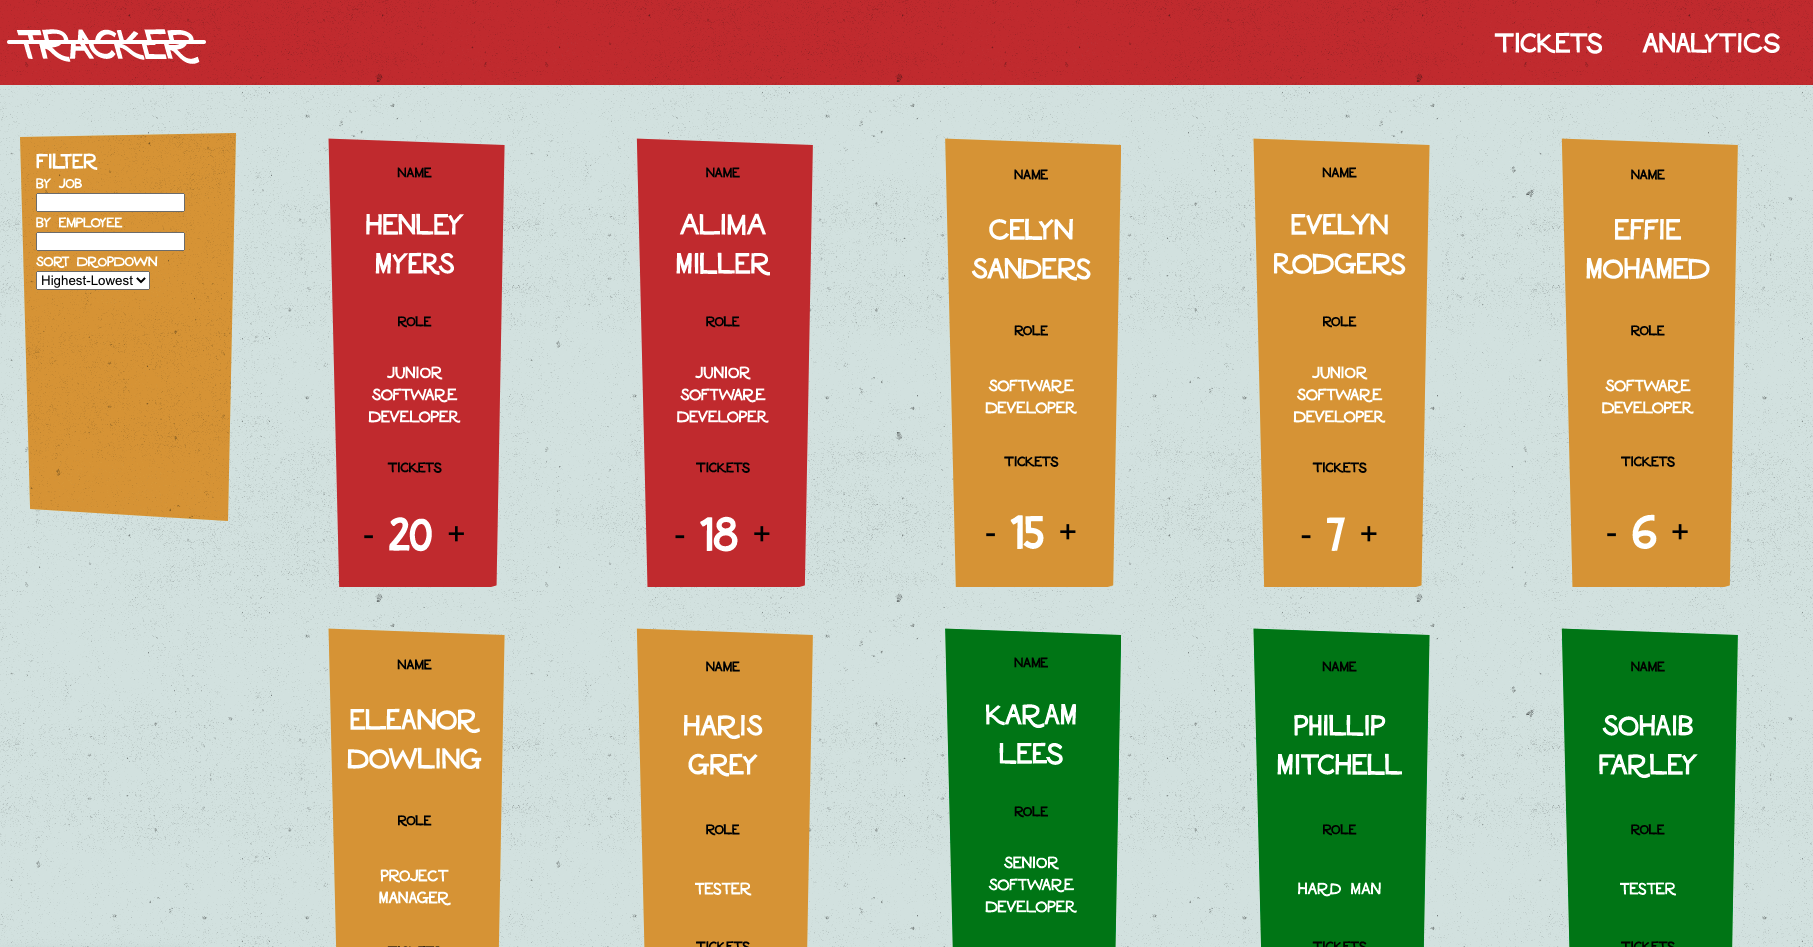 TRACKER
TICKETS
ANALYTICS
FILTER
BY JOB
BY EMPLOYEE
SORT DROPDOWN
Highest-Lowest
NAME
HENLEY
MYERS
ROLE
JUNIOR
SOFTWARE
DEVELOPER
TICKETS
- 20 +
NAME
ALIMA
MILLER
ROLE
JUNIOR
SOFTWARE
DEVELOPER
TICKETS
- 18 +
NAME
CELYN
SANDERS
ROLE
SOFTWARE
DEVELOPER
TICKETS
- 15 +
NAME
EVELYN
RODGERS
ROLE
JUNIOR
SOFTWARE
DEVELOPER
TICKETS
- 7 +
NAME
EFFIE
MOHAMED
ROLE
SOFTWARE
DEVELOPER
TICKETS
- 6 +
NAME
ELEANOR
DOWLING
ROLE
PROJECT
MANAGER
NAME
HARIS
GREY
ROLE
TESTER
TICKETS
NAME
KARAM
LEES
ROLE
SENIOR
SOFTWARE
DEVELOPER
NAME
PHILLIP
MITCHELL
ROLE
HARD MAN
TICKETS
NAME
SOHAIB
FARLEY
ROLE
TESTER
TICKETS